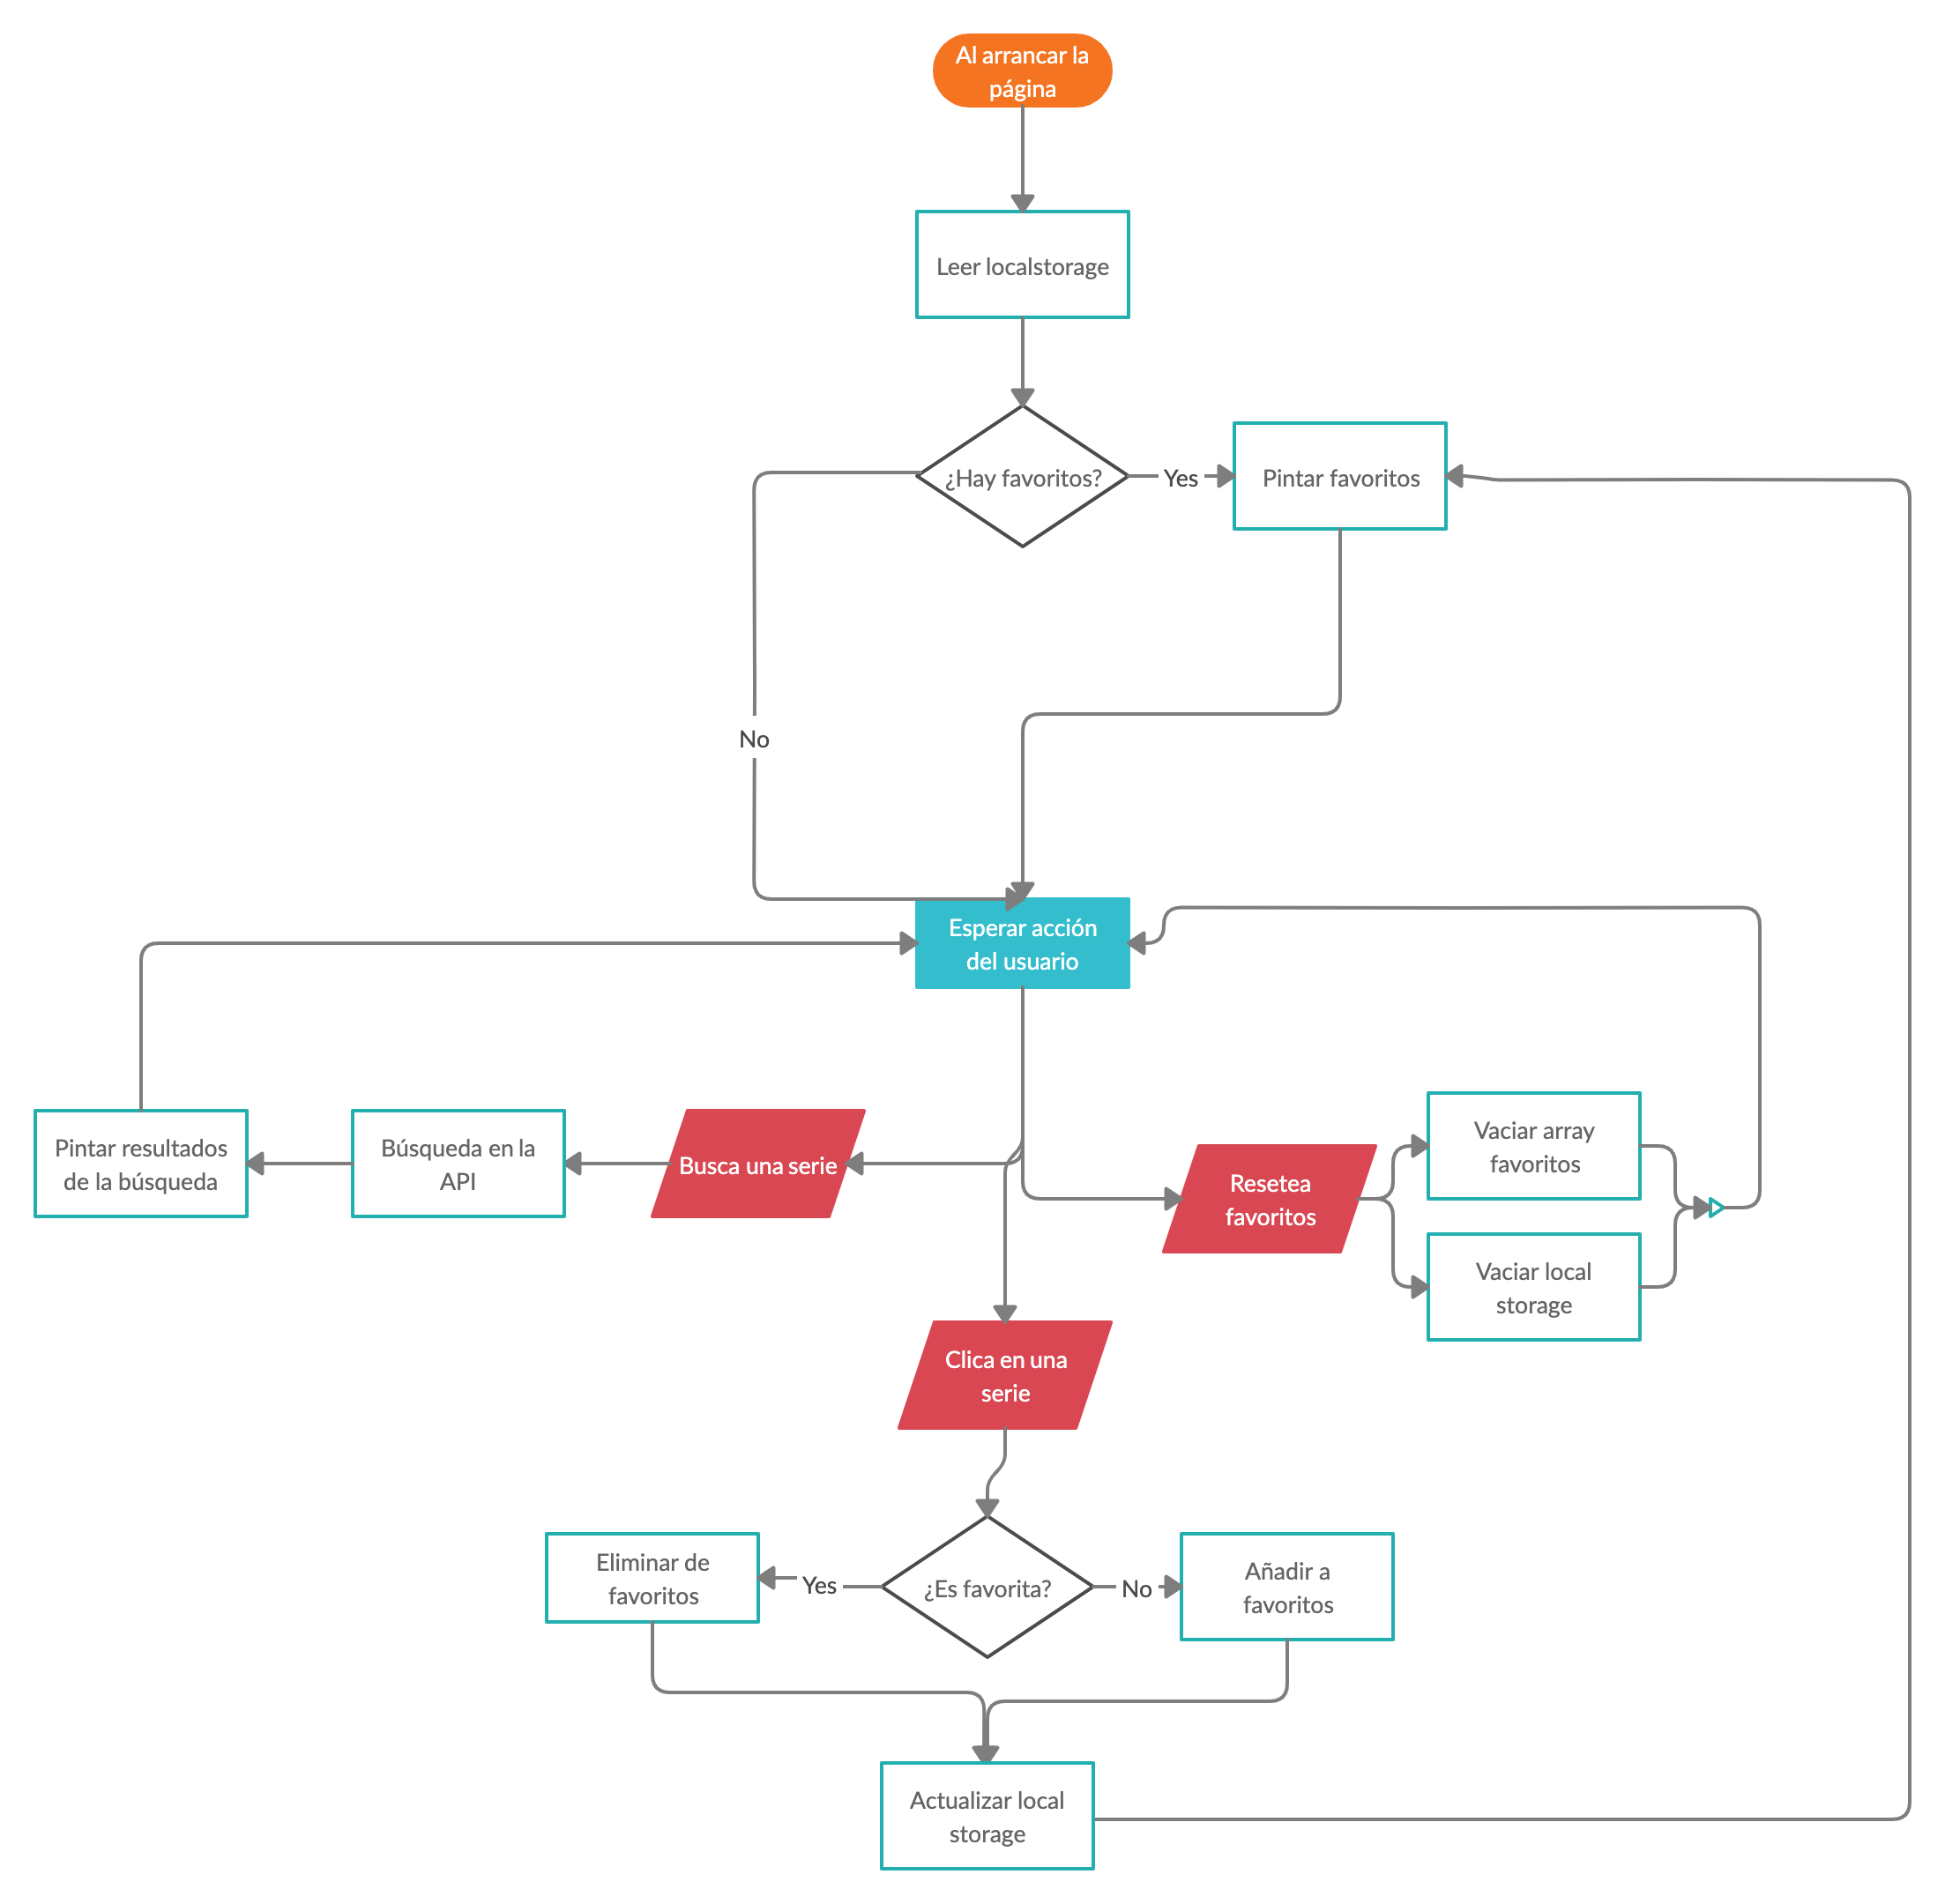 Al arrancar la
página
Leer localstorage
¿Hay favoritos?
Yes
Pintar favoritos
No
Esperar acción
del usuario
Pintar resultados
de la búsqueda
Búsqueda en la
API
Busca una serie
Resetea
favoritos
Vaciar array
favoritos
Vaciar local
storage
Clica en una
serie
Eliminar de
favoritos
Yes
¿Es favorita?
No
Añadir a
favoritos
Actualizar local
storage